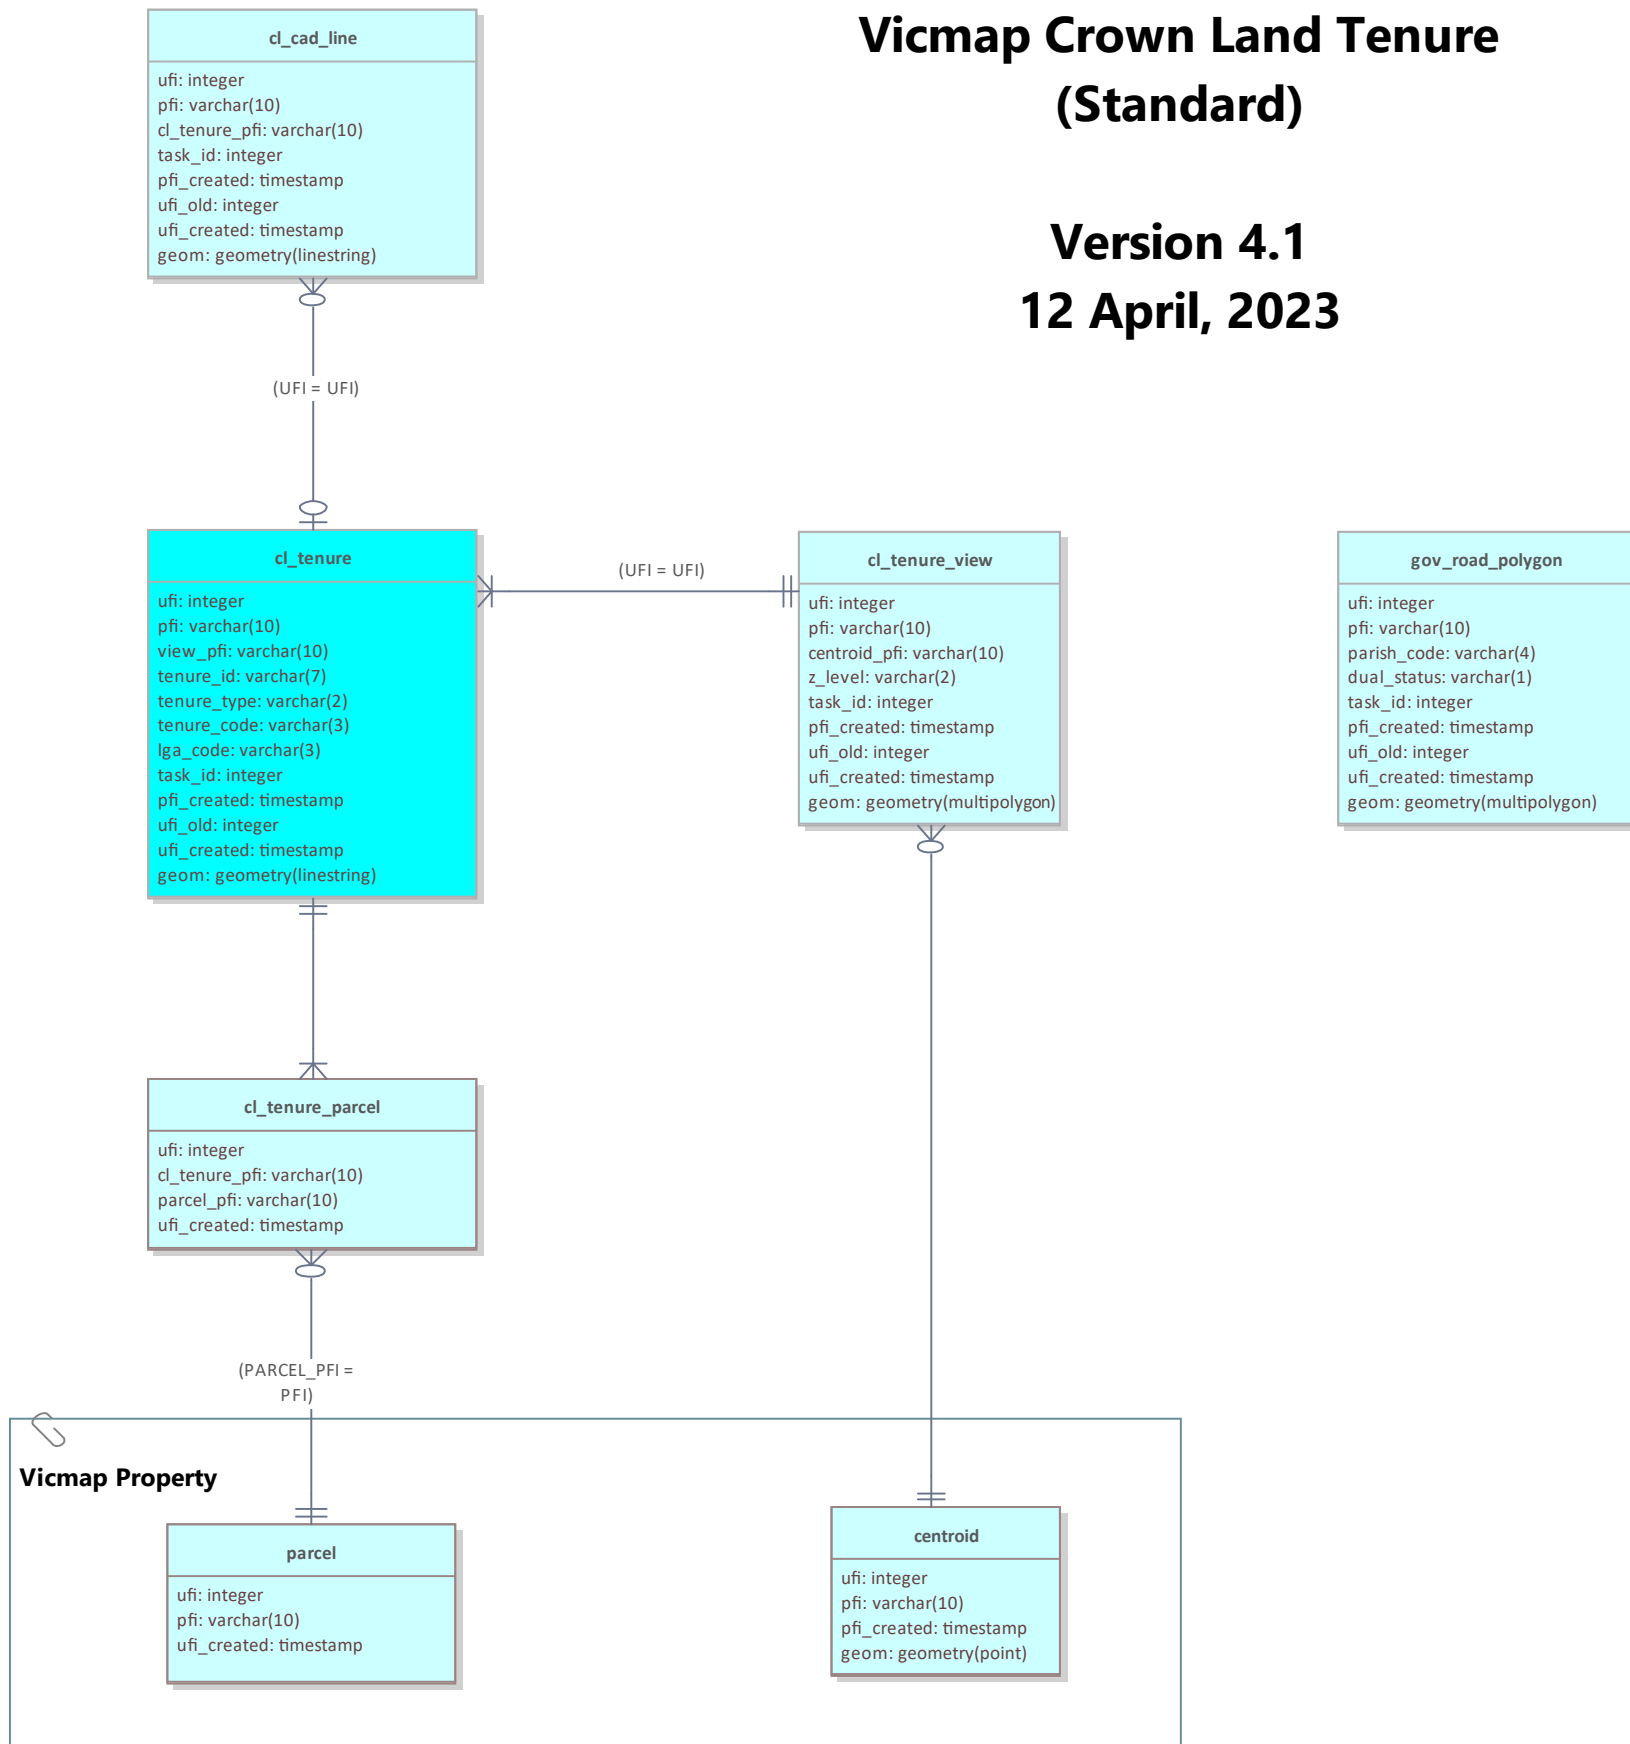 Vicmap Crown Land Tenure
(Standard)
Version 4.1
12 April, 2023
cl_cad_line
ufi: integer
pfi: varchar(10)
cl_tenure_pfi: varchar(10)
task_id: integer
pfi_created: timestamp
ufi_old: integer
ufi_created: timestamp
geom: geometry(linestring)
(UFI = UFI)
cl_tenure
ufi: integer
pfi: varchar(10)
view_pfi: varchar(10)
tenure_id: varchar(7)
tenure_type: varchar(2)
tenure_code: varchar(3)
lga_code: varchar(3)
task_id: integer
pfi_created: timestamp
ufi_old: integer
ufi_created: timestamp
geom: geometry(linestring)
(UFI = UFI)
cl_tenure_view
ufi: integer
pfi: varchar(10)
centroid_pfi: varchar(10)
z_level: varchar(2)
task_id: integer
pfi_created: timestamp
ufi_old: integer
ufi_created: timestamp
geom: geometry(multipolygon)
gov_road_polygon
ufi: integer
pfi: varchar(10)
parish_code: varchar(4)
dual_status: varchar(1)
task_id: integer
pfi_created: timestamp
ufi_old: integer
ufi_created: timestamp
geom: geometry(multipolygon)
cl_tenure_parcel
ufi: integer
cl_tenure_pfi: varchar(10)
parcel_pfi: varchar(10)
ufi_created: timestamp
(PARCEL_PFI =
PFI)
Vicmap Property
parcel
ufi: integer
pfi: varchar(10)
ufi_created: timestamp
centroid
ufi: integer
pfi: varchar(10)
pfi_created: timestamp
geom: geometry(point)